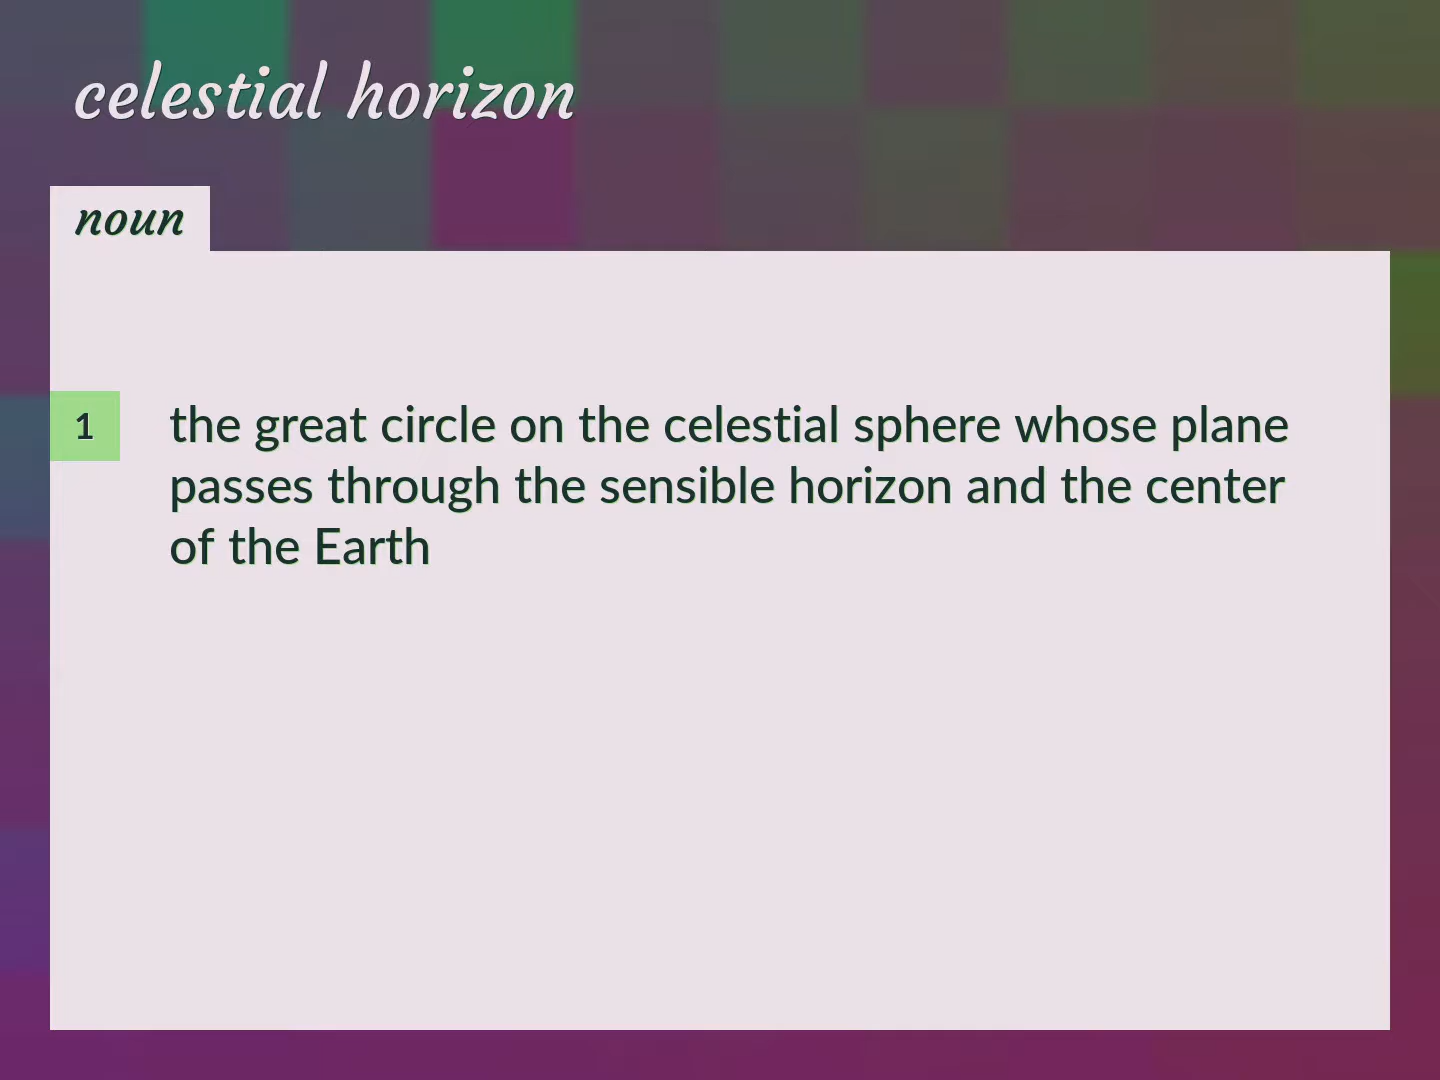 celestial horizon
noun
1
the great circle on the celestial sphere whose plane
passes through the sensible horizon and the center
of the Earth